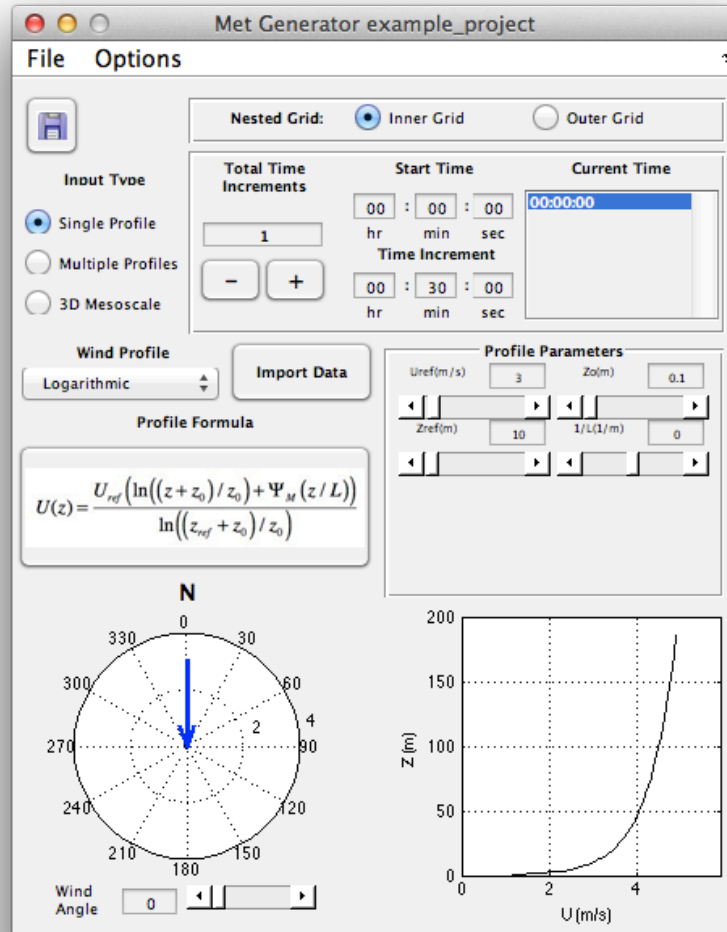 Met Generator example_project
File Options
Nested Grid: Inner Grid Outer Grid
Input Type
Single Profile
Multiple Profiles
3D Mesoscale
Total Time
Increments
1
- +
Start Time
00 : 00 : 00
hr min sec
Time Increment
00 : 30 : 00
hr min sec
Current Time
00:00:00
Wind Profile
Logarithmic
Import Data
Profile Formula
U(z) = U_ref (ln((z + z_0) / z_0) + Ψ_M (z / L)) / ln((z_ref + z_0) / z_0)
Profile Parameters
Uref(m/s) 3 Zo(m) 0.1
Zref(m) 10 1/L(1/m) 0
N
0
330 30
300 60
2 4
270 90
240 120
210 150
180
Wind
Angle 0
200
150
100
50
0
Z (m)
0 2 4
U (m/s)